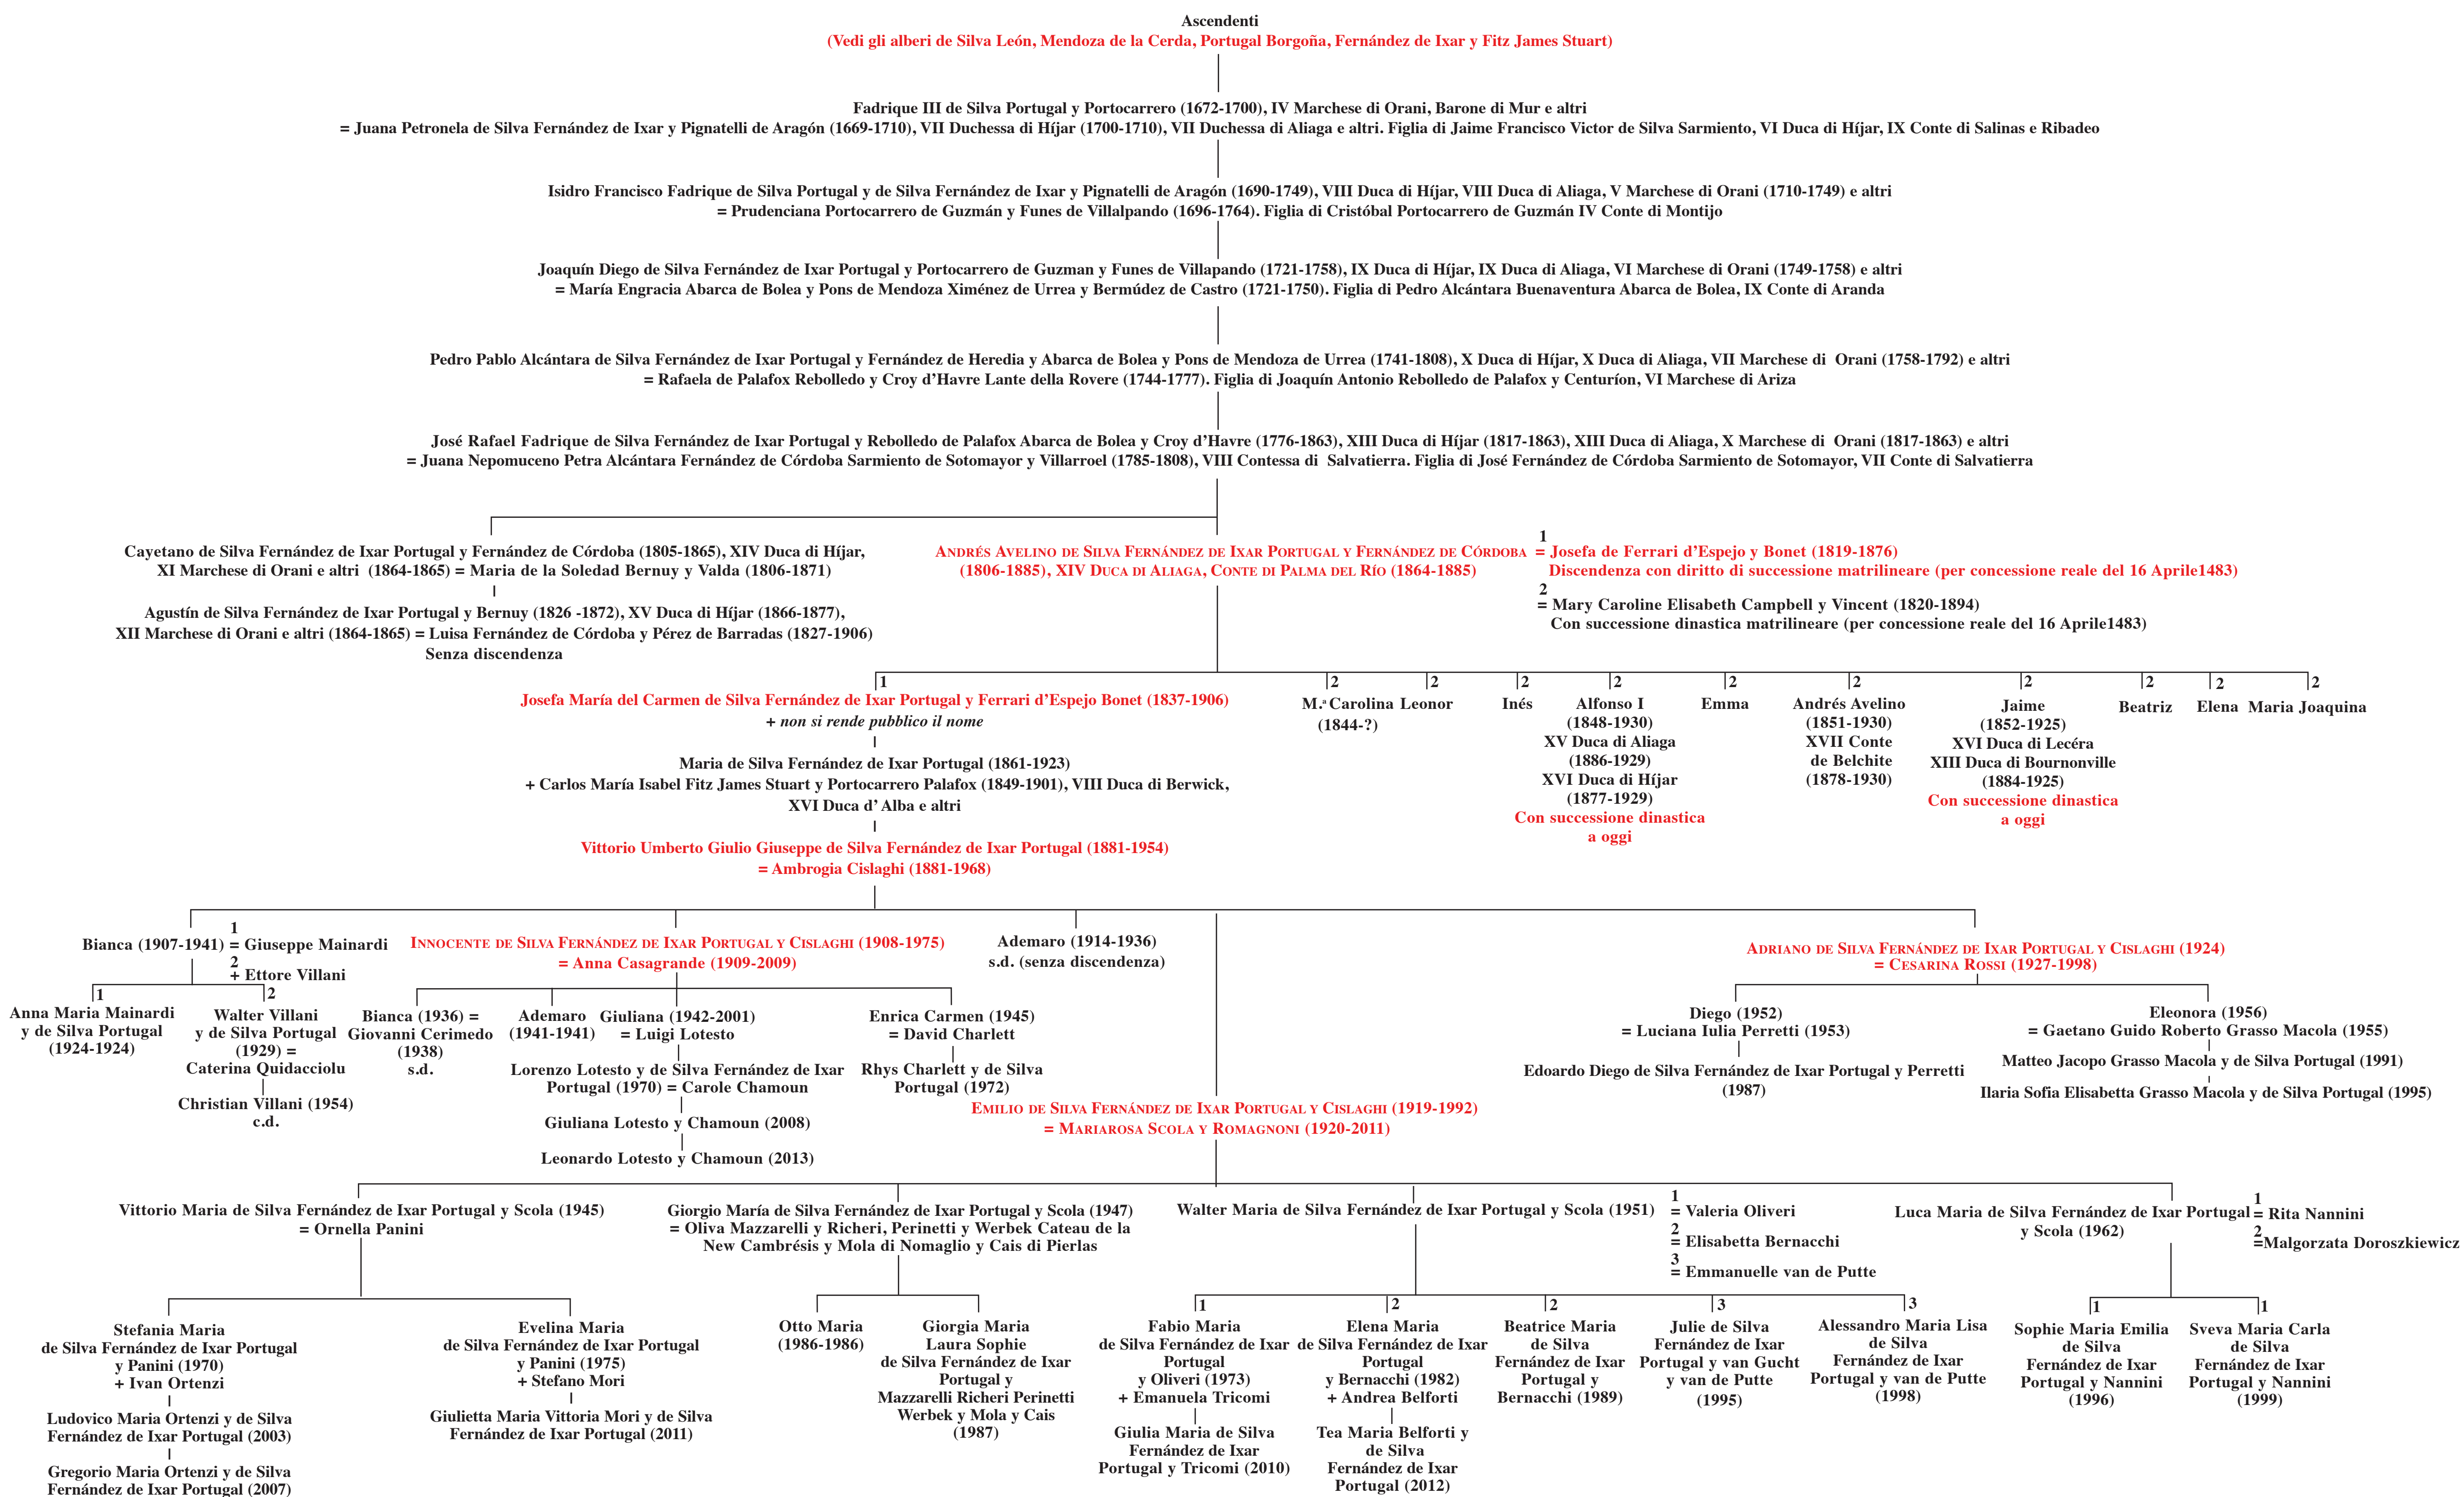 Ascendenti
(Vedi gli alberi de Silva León, Mendoza de la Cerda, Portugal Borgoña, Fernández de Ixar y Fitz James Stuart)
Fadrique III de Silva Portugal y Portocarrero (1672-1700), IV Marchese di Orani, Barone di Mur e altri
= Juana Petronela de Silva Fernández de Ixar y Pignatelli de Aragón (1669-1710), VII Duchessa di Híjar (1700-1710), VII Duchessa di Aliaga e altri. Figlia di Jaime Francisco Victor de Silva Sarmiento, VI Duca di Híjar, IX Conte di Salinas e Ribadeo
Isidro Francisco Fadrique de Silva Portugal y de Silva Fernández de Ixar y Pignatelli de Aragón (1690-1749), VIII Duca di Híjar, VIII Duca di Aliaga, V Marchese di Orani (1710-1749) e altri
= Prudenciana Portocarrero de Guzmán y Funes de Villalpando (1696-1764). Figlia di Cristóbal Portocarrero de Guzmán IV Conte di Montijo
Joaquín Diego de Silva Fernández de Ixar Portugal y Portocarrero de Guzman y Funes de Villapando (1721-1758), IX Duca di Híjar, IX Duca di Aliaga, VI Marchese di Orani (1749-1758) e altri
= María Engracia Abarca de Bolea y Pons de Mendoza Ximénez de Urrea y Bermúdez de Castro (1721-1750). Figlia di Pedro Alcántara Buenaventura Abarca de Bolea, IX Conte di Aranda
Pedro Pablo Alcántara de Silva Fernández de Ixar Portugal y Fernández de Heredia y Abarca de Bolea y Pons de Mendoza de Urrea (1741-1808), X Duca di Híjar, X Duca di Aliaga, VII Marchese di Orani (1758-1792) e altri
= Rafaela de Palafox Rebolledo y Croy d'Havre Lante della Rovere (1744-1777). Figlia di Joaquín Antonio Rebolledo de Palafox y Centuríon, VI Marchese di Ariza
José Rafael Fadrique de Silva Fernández de Ixar Portugal y Rebolledo de Palafox Abarca de Bolea y Croy d'Havre (1776-1863), XIII Duca di Híjar (1817-1863), XIII Duca di Aliaga, X Marchese di Orani (1817-1863) e altri
= Juana Nepomuceno Petra Alcántara Fernández de Córdoba Sarmiento de Sotomayor y Villarroel (1785-1808), VIII Contessa di Salvatierra. Figlia di José Fernández de Córdoba Sarmiento de Sotomayor, VII Conte di Salvatierra
Cayetano de Silva Fernández de Ixar Portugal y Fernández de Córdoba (1805-1865), XIV Duca di Híjar,
XI Marchese di Orani e altri (1864-1865) = Maria de la Soledad Bernuy y Valda (1806-1871)
Agustín de Silva Fernández de Ixar Portugal y Bernuy (1826 -1872), XV Duca di Híjar (1866-1877),
XII Marchese di Orani e altri (1864-1865) = Luisa Fernández de Córdoba y Pérez de Barradas (1827-1906)
Senza discendenza
Andrés Avelino de Silva Fernández de Ixar Portugal y Fernández de Córdoba
(1806-1885), XIV Duca di Aliaga, Conte di Palma del Río (1864-1885)
1
= Josefa de Ferrari d'Espejo y Bonet (1819-1876)
Discendenza con diritto di successione matrilineare (per concessione reale del 16 Aprile1483)
2
= Mary Caroline Elisabeth Campbell y Vincent (1820-1894)
Con successione dinastica matrilineare (per concessione reale del 16 Aprile1483)
1
Josefa María del Carmen de Silva Fernández de Ixar Portugal y Ferrari d'Espejo Bonet (1837-1906)
+ non si rende pubblico il nome
Maria de Silva Fernández de Ixar Portugal (1861-1923)
+ Carlos María Isabel Fitz James Stuart y Portocarrero Palafox (1849-1901), VIII Duca di Berwick,
XVI Duca d' Alba e altri
Vittorio Umberto Giulio Giuseppe de Silva Fernández de Ixar Portugal (1881-1954)
= Ambrogia Cislaghi (1881-1968)
2
M.ª Carolina
(1844-?)
2
Leonor
2
Inés
2
Alfonso I
(1848-1930)
XV Duca di Aliaga
(1886-1929)
XVI Duca di Híjar
(1877-1929)
Con successione dinastica
a oggi
2
Emma
2
Andrés Avelino
(1851-1930)
XVII Conte
de Belchite
(1878-1930)
2
Jaime
(1852-1925)
XVI Duca di Lecéra
XIII Duca di Bournonville
(1884-1925)
Con successione dinastica
a oggi
2
Beatriz
2
Elena
2
Maria Joaquina
1
Bianca (1907-1941) = Giuseppe Mainardi
2
+ Ettore Villani
1
Anna Maria Mainardi
y de Silva Portugal
(1924-1924)
2
Walter Villani
y de Silva Portugal
(1929) =
Caterina Quidacciolu
Christian Villani (1954)
c.d.
Innocente de Silva Fernández de Ixar Portugal y Cislaghi (1908-1975)
= Anna Casagrande (1909-2009)
Bianca (1936) =
Giovanni Cerimedo
(1938)
s.d.
Ademaro
(1941-1941)
Giuliana (1942-2001)
= Luigi Lotesto
Lorenzo Lotesto y de Silva Fernández de Ixar
Portugal (1970) = Carole Chamoun
Giuliana Lotesto y Chamoun (2008)
Leonardo Lotesto y Chamoun (2013)
Enrica Carmen (1945)
= David Charlett
Rhys Charlett y de Silva
Portugal (1972)
Ademaro (1914-1936)
s.d. (senza discendenza)
Emilio de Silva Fernández de Ixar Portugal y Cislaghi (1919-1992)
= Mariarosa Scola y Romagnoni (1920-2011)
Adriano de Silva Fernández de Ixar Portugal y Cislaghi (1924)
= Cesarina Rossi (1927-1998)
Diego (1952)
= Luciana Iulia Perretti (1953)
Edoardo Diego de Silva Fernández de Ixar Portugal y Perretti
(1987)
Eleonora (1956)
= Gaetano Guido Roberto Grasso Macola (1955)
Matteo Jacopo Grasso Macola y de Silva Portugal (1991)
Ilaria Sofia Elisabetta Grasso Macola y de Silva Portugal (1995)
Vittorio Maria de Silva Fernández de Ixar Portugal y Scola (1945)
= Ornella Panini
Stefania Maria
de Silva Fernández de Ixar Portugal
y Panini (1970)
+ Ivan Ortenzi
Ludovico Maria Ortenzi y de Silva
Fernández de Ixar Portugal (2003)
Gregorio Maria Ortenzi y de Silva
Fernández de Ixar Portugal (2007)
Evelina Maria
de Silva Fernández de Ixar Portugal
y Panini (1975)
+ Stefano Mori
Giulietta Maria Vittoria Mori y de Silva
Fernández de Ixar Portugal (2011)
Giorgio María de Silva Fernández de Ixar Portugal y Scola (1947)
= Oliva Mazzarelli y Richeri, Perinetti y Werbek Cateau de la
New Cambrésis y Mola di Nomaglio y Cais di Pierlas
Otto Maria
(1986-1986)
Giorgia Maria
Laura Sophie
de Silva Fernández de Ixar
Portugal y
Mazzarelli Richeri Perinetti
Werbek y Mola y Cais
(1987)
Walter Maria de Silva Fernández de Ixar Portugal y Scola (1951)
1
= Valeria Oliveri
2
= Elisabetta Bernacchi
3
= Emmanuelle van de Putte
1
Fabio Maria
de Silva Fernández de Ixar
Portugal
y Oliveri (1973)
+ Emanuela Tricomi
Giulia Maria de Silva
Fernández de Ixar
Portugal y Tricomi (2010)
2
Elena Maria
de Silva Fernández de Ixar
Portugal
y Bernacchi (1982)
+ Andrea Belforti
Tea Maria Belforti y
de Silva
Fernández de Ixar
Portugal (2012)
2
Beatrice Maria
de Silva
Fernández de Ixar
Portugal y
Bernacchi (1989)
3
Julie de Silva
Fernández de Ixar
Portugal y van Gucht
y van de Putte
(1995)
3
Alessandro Maria Lisa
de Silva
Fernández de Ixar
Portugal y van de Putte
(1998)
Luca Maria de Silva Fernández de Ixar Portugal
y Scola (1962)
1
= Rita Nannini
2
=Malgorzata Doroszkiewicz
1
Sophie Maria Emilia
de Silva
Fernández de Ixar
Portugal y Nannini
(1996)
1
Sveva Maria Carla
de Silva
Fernández de Ixar
Portugal y Nannini
(1999)